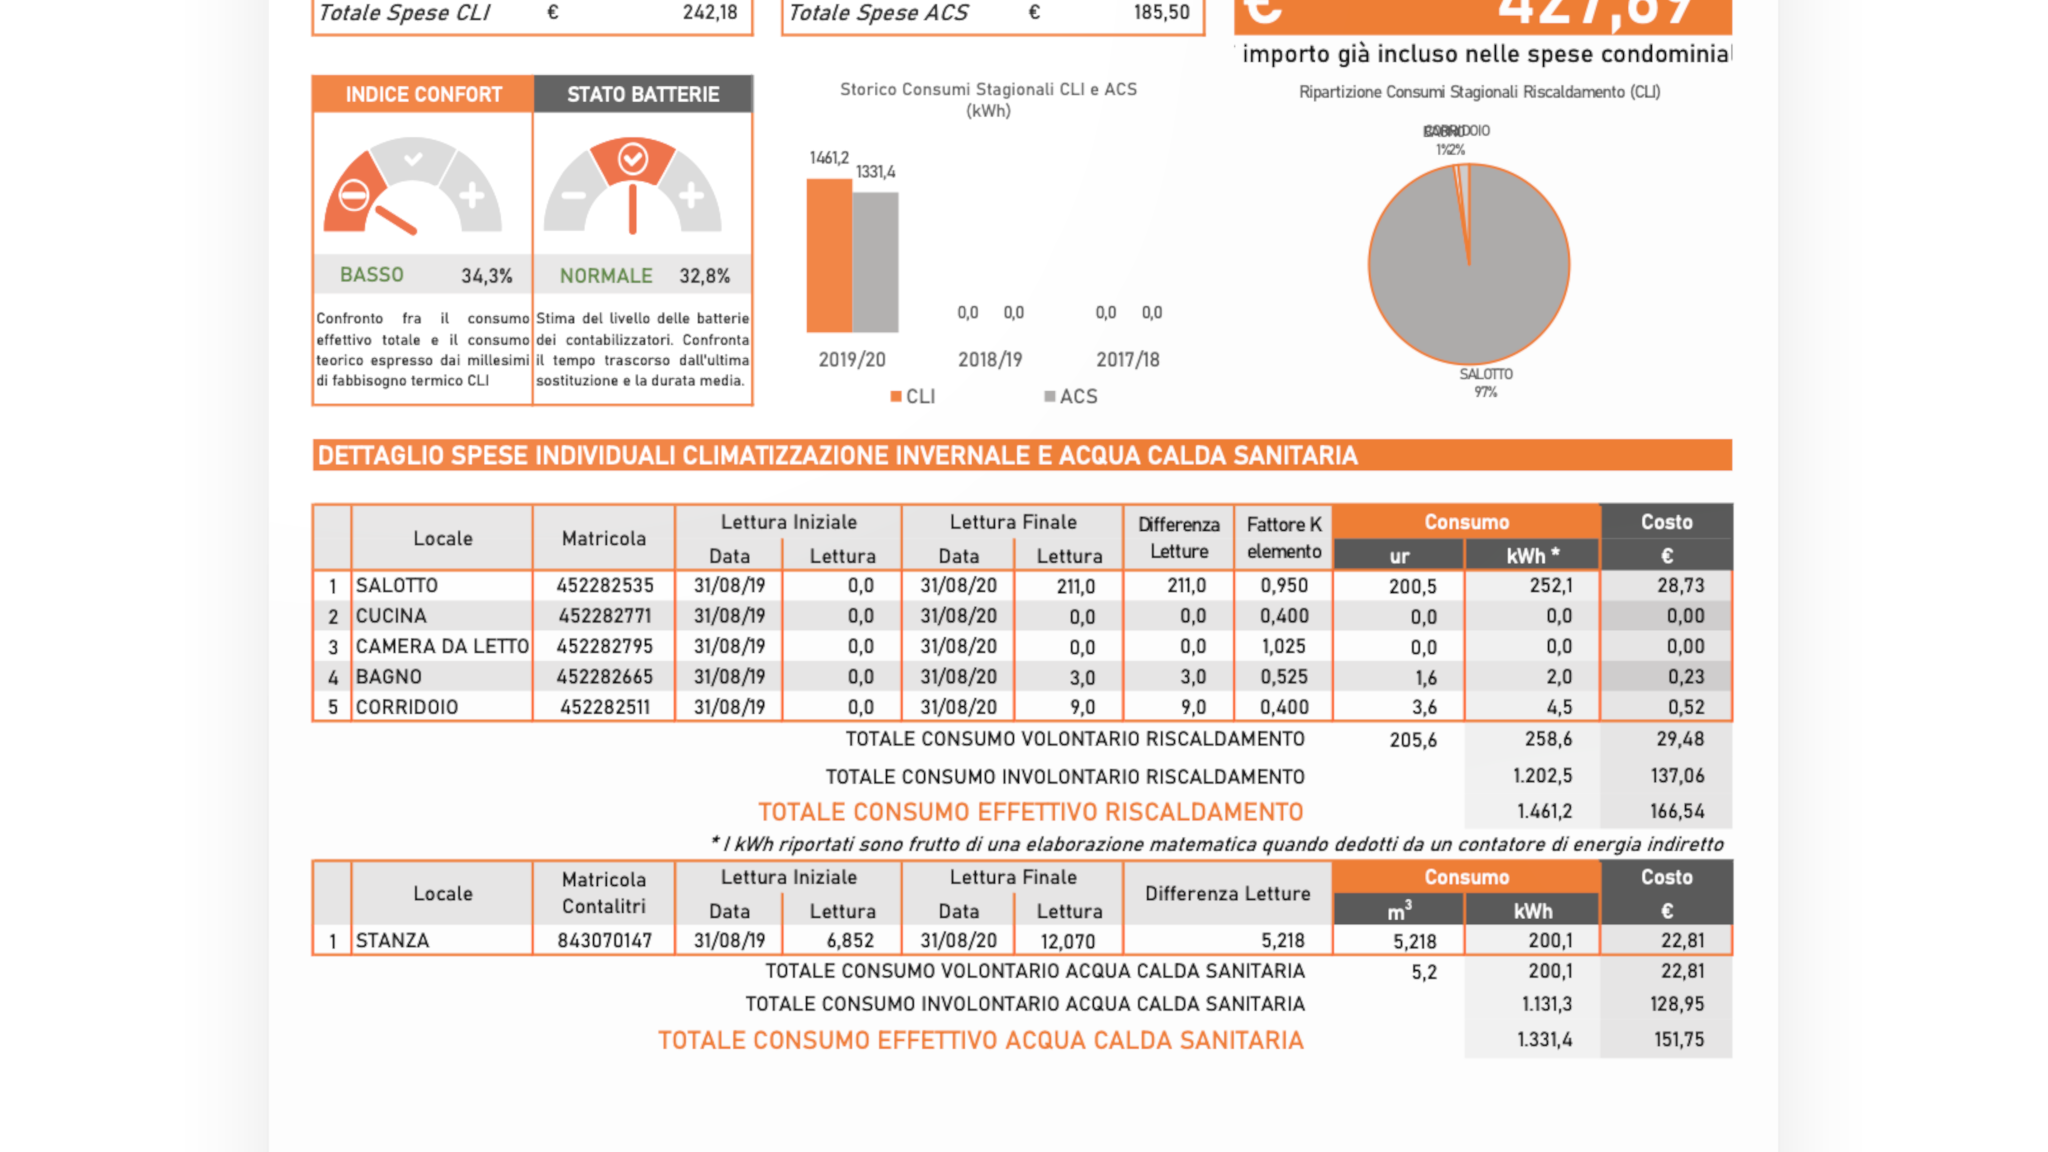 Totale Spese CLI € 242,18
Totale Spese ACS € 185,50
€ 427,69
importo già incluso nelle spese condominial
INDICE CONFORT STATO BATTERIE
BASSO 34,3% NORMALE 32,8%
Confronto fra il consumo
effettivo totale e il consumo
teorico espresso dai millesimi
di fabbisogno termico CLI
Stima del livello delle batterie
dei contabilizzatori. Confronta
il tempo trascorso dall'ultima
sostituzione e la durata media.
Storico Consumi Stagionali CLI e ACS
(kWh)
1461,2
1331,4
0,0 0,0 0,0 0,0
2019/20 2018/19 2017/18
CLI ACS
Ripartizione Consumi Stagionali Riscaldamento (CLI)
CORRIDOIO
1% 2%
SALOTTO
97%
DETTAGLIO SPESE INDIVIDUALI CLIMATIZZAZIONE INVERNALE E ACQUA CALDA SANITARIA
Locale Matricola Lettura Iniziale Lettura Finale Differenza Letture Fattore K elemento Consumo Costo
Data Lettura Data Lettura ur kWh * €
1 SALOTTO 452282535 31/08/19 0,0 31/08/20 211,0 211,0 0,950 200,5 252,1 28,73
2 CUCINA 452282771 31/08/19 0,0 31/08/20 0,0 0,0 0,400 0,0 0,0 0,00
3 CAMERA DA LETTO 452282795 31/08/19 0,0 31/08/20 0,0 0,0 1,025 0,0 0,0 0,00
4 BAGNO 452282665 31/08/19 0,0 31/08/20 3,0 3,0 0,525 1,6 2,0 0,23
5 CORRIDOIO 452282511 31/08/19 0,0 31/08/20 9,0 9,0 0,400 3,6 4,5 0,52
TOTALE CONSUMO VOLONTARIO RISCALDAMENTO 205,6 258,6 29,48
TOTALE CONSUMO INVOLONTARIO RISCALDAMENTO 1.202,5 137,06
TOTALE CONSUMO EFFETTIVO RISCALDAMENTO 1.461,2 166,54
* I kWh riportati sono frutto di una elaborazione matematica quando dedotti da un contatore di energia indiretto
Locale Matricola Contalitri Lettura Iniziale Lettura Finale Differenza Letture Consumo Costo
Data Lettura Data Lettura m³ kWh €
1 STANZA 843070147 31/08/19 6,852 31/08/20 12,070 5,218 5,218 200,1 22,81
TOTALE CONSUMO VOLONTARIO ACQUA CALDA SANITARIA 5,2 200,1 22,81
TOTALE CONSUMO INVOLONTARIO ACQUA CALDA SANITARIA 1.131,3 128,95
TOTALE CONSUMO EFFETTIVO ACQUA CALDA SANITARIA 1.331,4 151,75